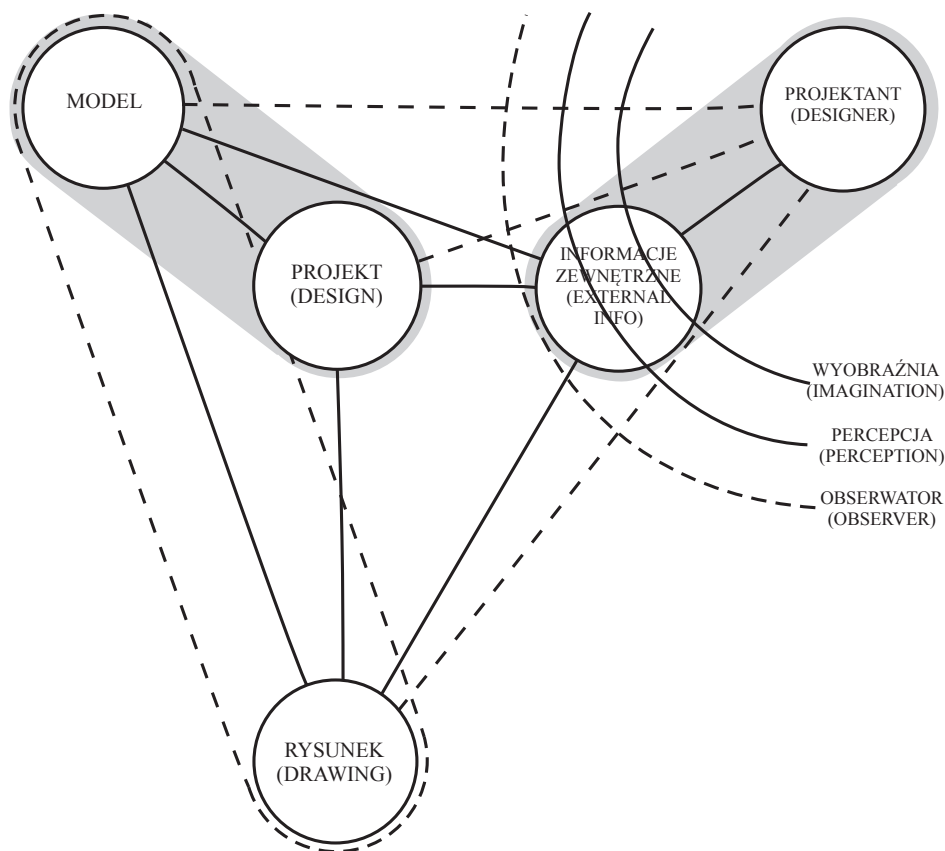 MODEL
PROJEKTANT
(DESIGNER)
PROJEKT
(DESIGN)
INFORMACJE
ZEWNĘTRZNE
(EXTERNAL
INFO)
WYOBRAŹNIA
(IMAGINATION)
PERCEPCJA
(PERCEPTION)
OBSERWATOR
(OBSERVER)
RYSUNEK
(DRAWING)